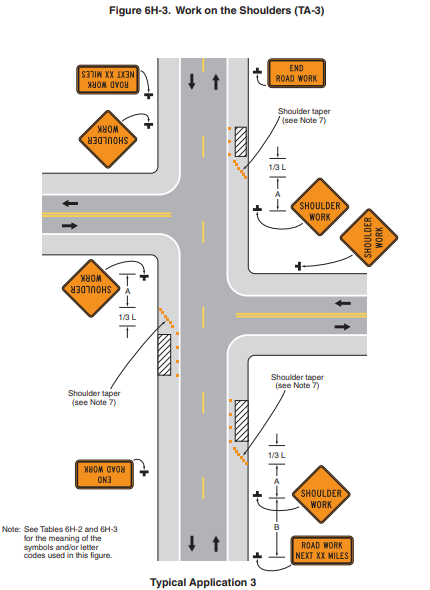 Figure 6H-3. Work on the Shoulders (TA-3)
ROAD WORK
NEXT XX MILES
END
ROAD WORK
SHOULDER
WORK
Shoulder taper
(see Note 7)
1/3 L
A
SHOULDER
WORK
SHOULDER
WORK
SHOULDER
WORK
A
1/3 L
Shoulder taper
(see Note 7)
Shoulder taper
(see Note 7)
END
ROAD WORK
1/3 L
A
SHOULDER
WORK
B
ROAD WORK
NEXT XX MILES
Note: See Tables 6H-2 and 6H-3
for the meaning of the
symbols and/or letter
codes used in this figure.
Typical Application 3